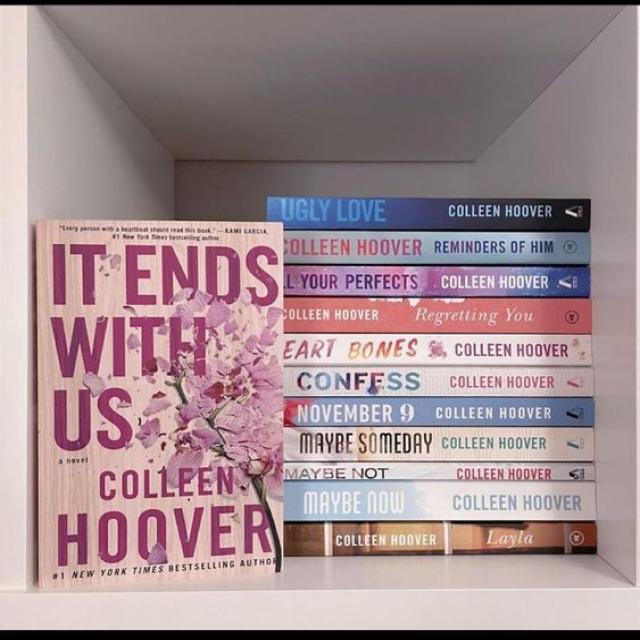 "Every person with a heartbeat should read this book." — KAMI GARCIA,
#1 New York Times bestselling author
IT ENDS
WITH
US
a novel
COLLEEN
HOOVER
#1 NEW YORK TIMES BESTSELLING AUTHOR
UGLY LOVE COLLEEN HOOVER
COLLEEN HOOVER REMINDERS OF HIM
LL YOUR PERFECTS COLLEEN HOOVER
COLLEEN HOOVER Regretting You
EART BONES COLLEEN HOOVER
CONFESS COLLEEN HOOVER
NOVEMBER 9 COLLEEN HOOVER
MAYBE SOMEDAY COLLEEN HOOVER
MAYBE NOT COLLEEN HOOVER
MAYBE NOW COLLEEN HOOVER
COLLEEN HOOVER Layla